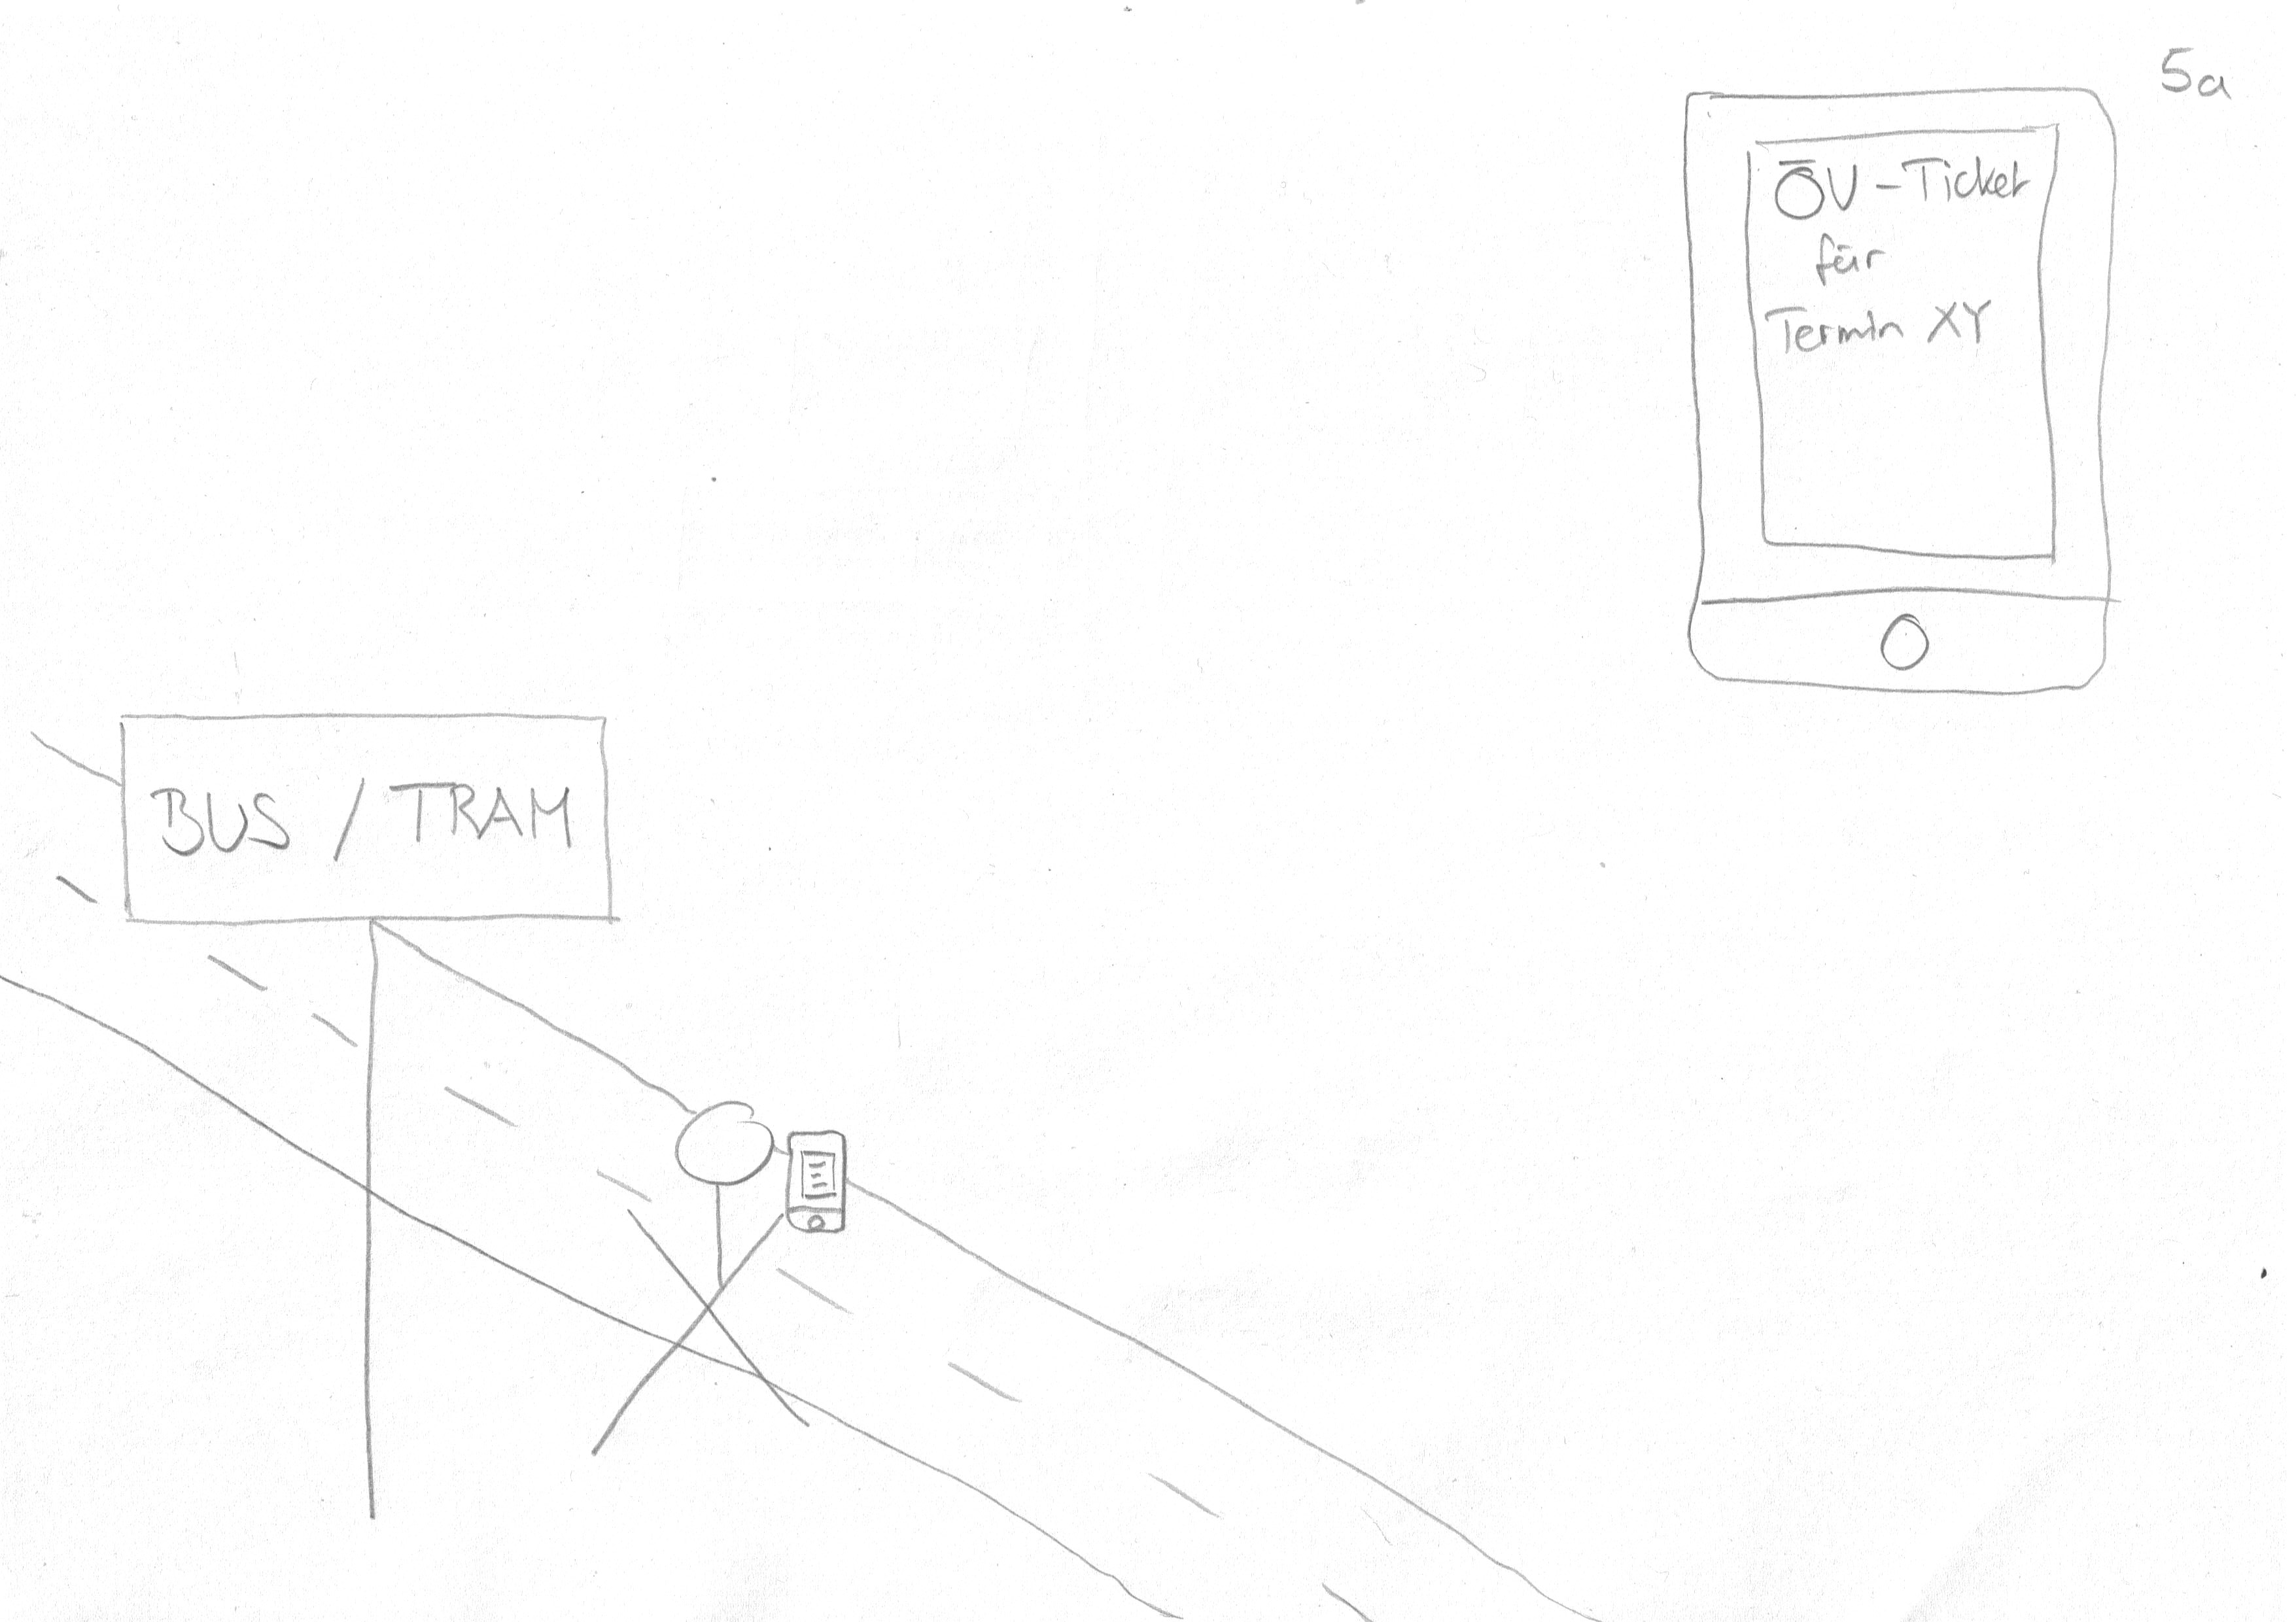 5a
ÖV-Ticket
für
Termin XY
BUS / TRAM